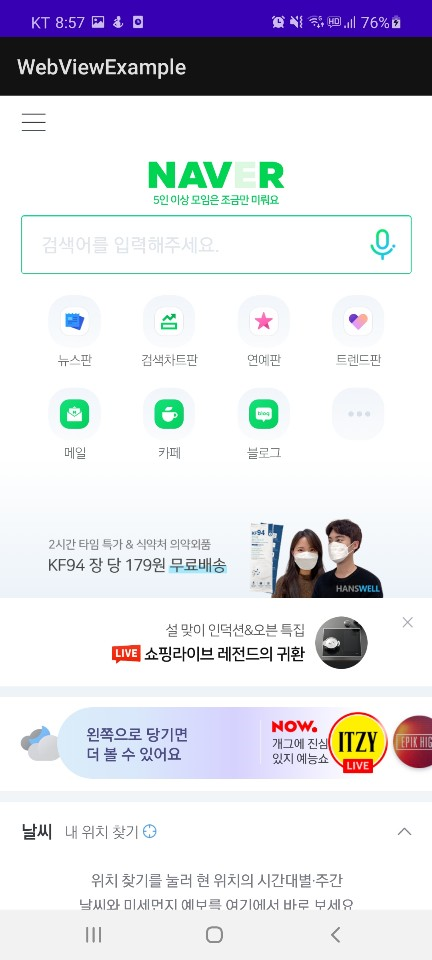 KT 8:57
76%
WebViewExample
NAVER
5인 이상 모임은 조금만 미뤄요
검색어를 입력해주세요.
뉴스판 검색차트판 연예판 트렌드판
메일 카페 블로그
2시간 타임 특가 & 식약처 의약외품
KF94 장 당 179원 무료배송
HANSWELL
설 맞이 인덕션&오븐 특집
LIVE 쇼핑라이브 레전드의 귀환
왼쪽으로 당기면
더 볼 수 있어요
NOW.
개그에 진심
있지 예능쇼
ITZY
LIVE
EPIK HIG
날씨 내 위치 찾기
위치 찾기를 눌러 현 위치의 시간대별·주간
날씨와 미세먼지 예보를 여기에서 바로 보세요